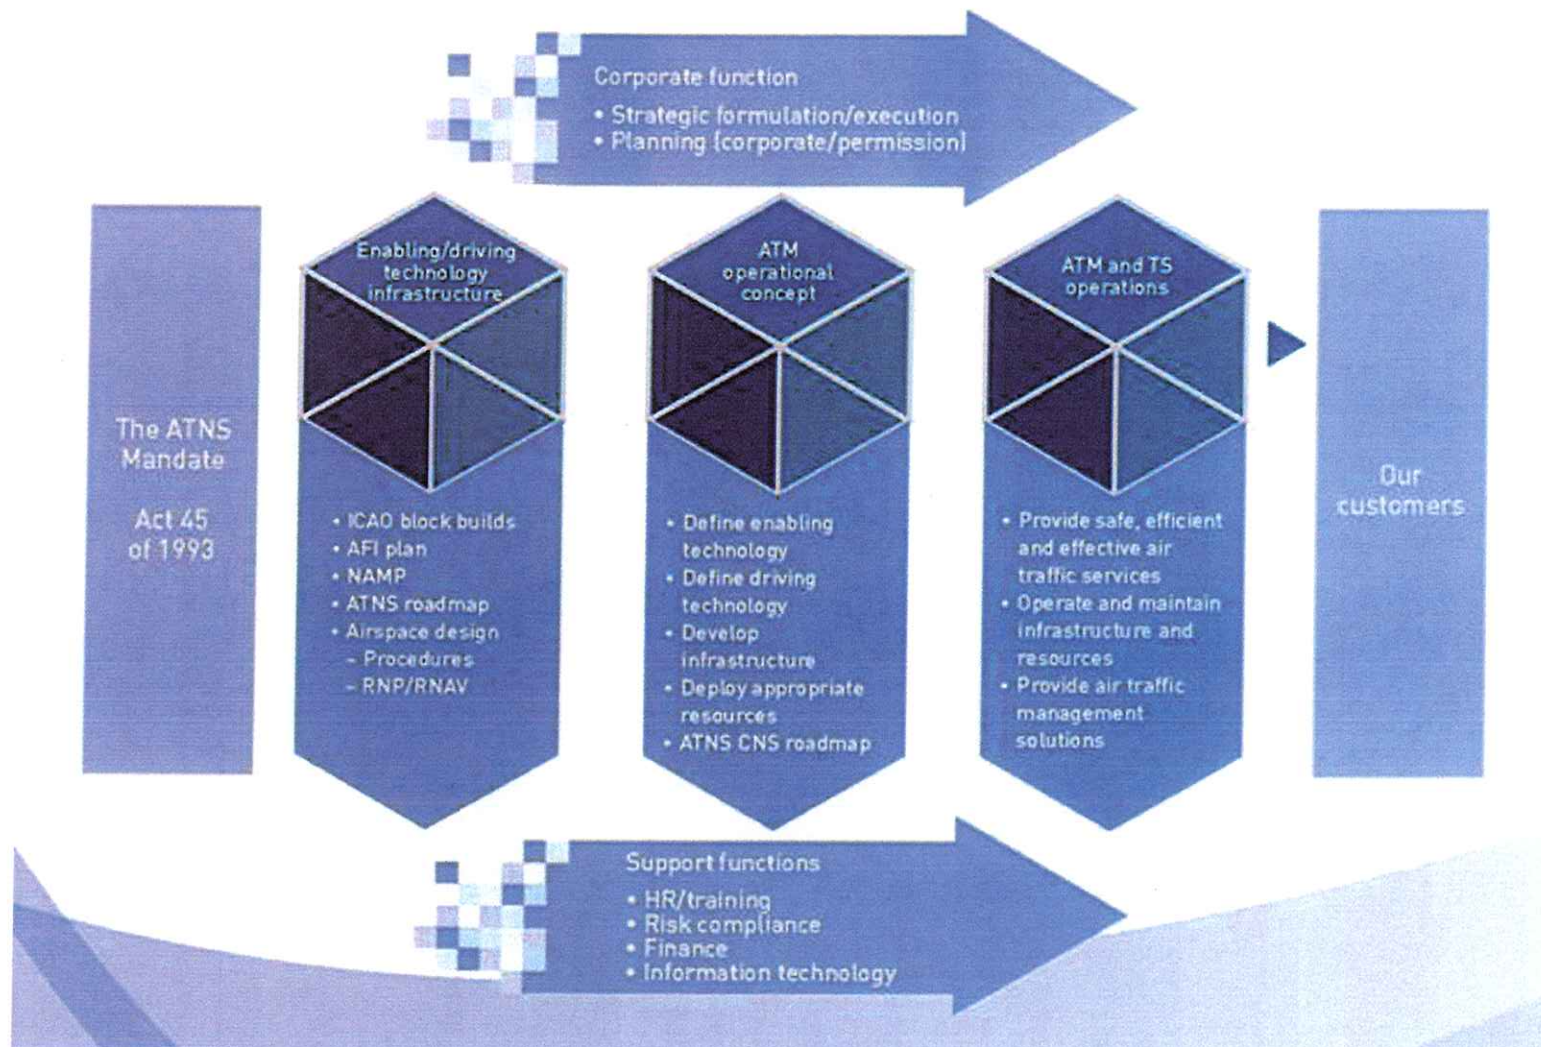 Corporate function
• Strategic formulation/execution
• Planning (corporate/permission)
The ATNS
Mandate
Act 45
of 1993
Enabling/driving
technology
infrastructure
• ICAO block builds
• AFI plan
• NAMP
• ATNS roadmap
• Airspace design
– Procedures
– RNP/RNAV
ATM
operational
concept
• Define enabling
technology
• Define driving
technology
• Develop
infrastructure
• Deploy appropriate
resources
• ATNS CNS roadmap
ATM and TS
operations
• Provide safe, efficient
and effective air
traffic services
• Operate and maintain
infrastructure and
resources
• Provide air traffic
management
solutions
Our
customers
Support functions
• HR/training
• Risk compliance
• Finance
• Information technology